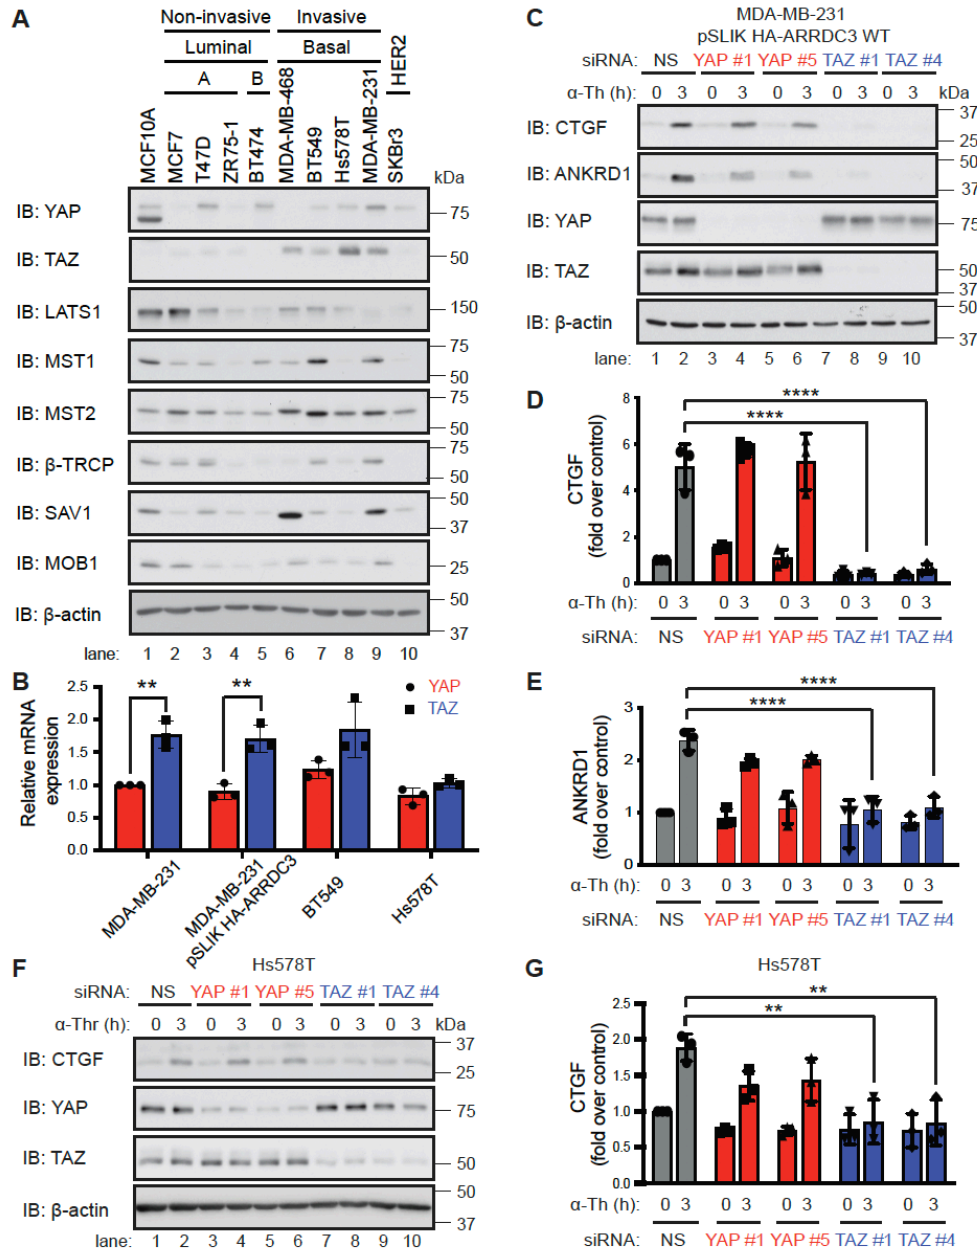 A
Non-invasive Invasive
Luminal Basal HER2
A B
MCF10A MCF7 T47D ZR75-1 BT474 MDA-MB-468 BT549 Hs578T MDA-MB-231 SKBr3
kDa
IB: YAP 75
IB: TAZ 50
IB: LATS1 150
IB: MST1 75 50
IB: MST2 75 50
IB: β-TRCP 75 50
IB: SAV1 50 37
IB: MOB1 25
IB: β-actin 50 37
lane: 1 2 3 4 5 6 7 8 9 10
B
Relative mRNA expression
2.5
2.0
1.5
1.0
0.5
0.0
** **
YAP
TAZ
MDA-MB-231
MDA-MB-231 pSLIK HA-ARRDC3
BT549
Hs578T
C
MDA-MB-231
pSLIK HA-ARRDC3 WT
siRNA: NS YAP #1 YAP #5 TAZ #1 TAZ #4
α-Th (h): 0 3 0 3 0 3 0 3 0 3 kDa
IB: CTGF 37 25
IB: ANKRD1 50 37
IB: YAP 75
IB: TAZ 50 37
IB: β-actin 50 37
lane: 1 2 3 4 5 6 7 8 9 10
D
CTGF
(fold over control)
8
6
4
2
0
****
****
α-Th (h): 0 3 0 3 0 3 0 3 0 3
siRNA: NS YAP #1 YAP #5 TAZ #1 TAZ #4
E
ANKRD1
(fold over control)
3
2
1
0
****
****
α-Th (h): 0 3 0 3 0 3 0 3 0 3
siRNA: NS YAP #1 YAP #5 TAZ #1 TAZ #4
F
Hs578T
siRNA: NS YAP #1 YAP #5 TAZ #1 TAZ #4
α-Thr (h): 0 3 0 3 0 3 0 3 0 3 kDa
IB: CTGF 37 25
IB: YAP 75
IB: TAZ 50
IB: β-actin 50 37
lane: 1 2 3 4 5 6 7 8 9 10
G
Hs578T
CTGF
(fold over control)
2.5
2.0
1.5
1.0
0.5
0.0
**
**
α-Th (h): 0 3 0 3 0 3 0 3 0 3
siRNA: NS YAP #1 YAP #5 TAZ #1 TAZ #4